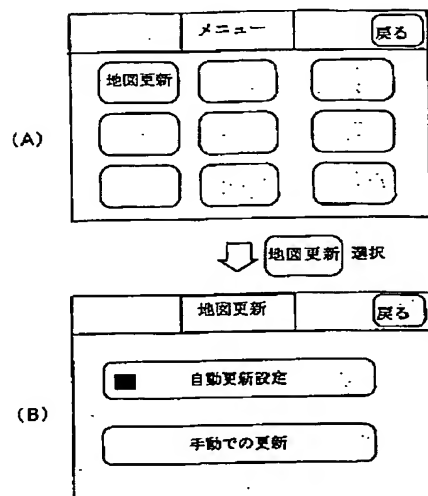 メニュー 戻る
地図更新
(A)
地図更新 選択
地図更新 戻る
自動更新設定
(B)
手動での更新